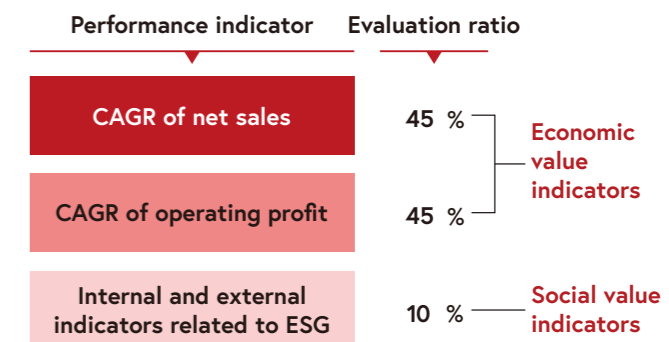 Performance indicator
Evaluation ratio
CAGR of net sales
45 %
CAGR of operating profit
45 %
Economic
value
indicators
Internal and external
indicators related to ESG
10 %
Social value
indicators